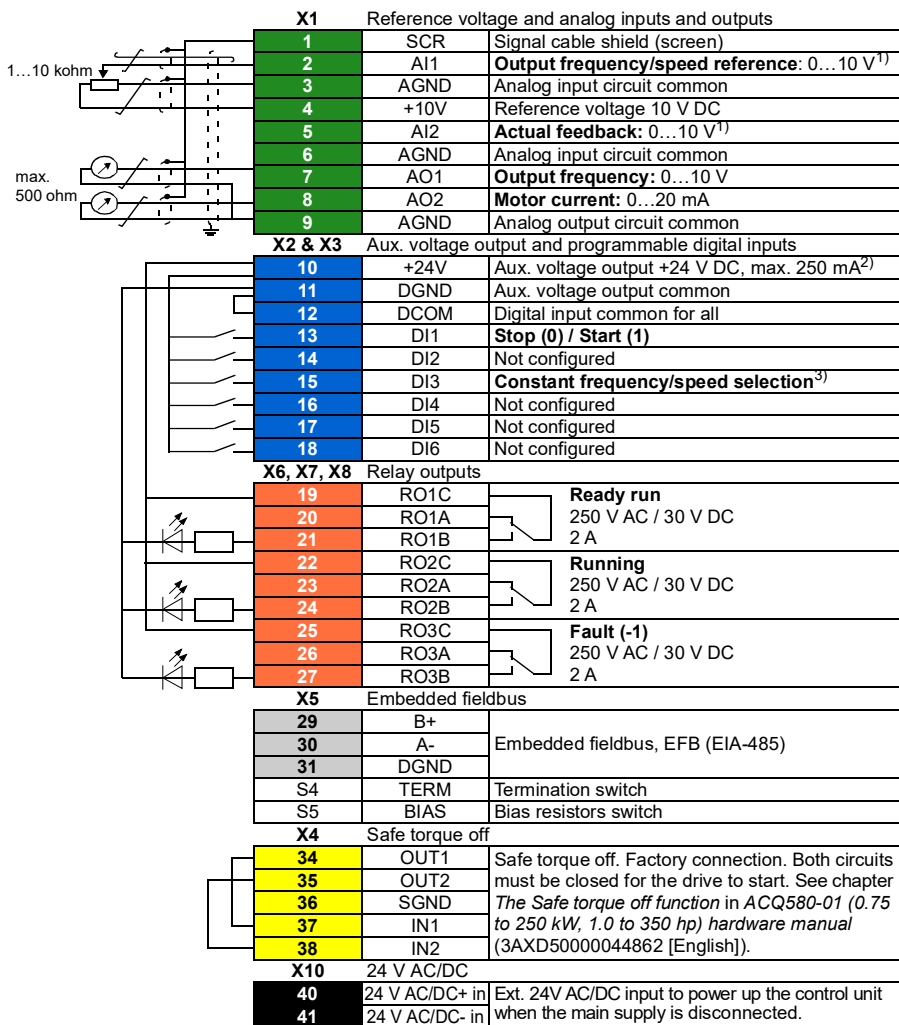 X1 Reference voltage and analog inputs and outputs
1 SCR Signal cable shield (screen)
1…10 kohm
2 AI1 Output frequency/speed reference: 0…10 V1)
3 AGND Analog input circuit common
4 +10V Reference voltage 10 V DC
5 AI2 Actual feedback: 0…10 V1)
6 AGND Analog input circuit common
max.
500 ohm
7 AO1 Output frequency: 0…10 V
8 AO2 Motor current: 0…20 mA
9 AGND Analog output circuit common
X2 & X3 Aux. voltage output and programmable digital inputs
10 +24V Aux. voltage output +24 V DC, max. 250 mA2)
11 DGND Aux. voltage output common
12 DCOM Digital input common for all
13 DI1 Stop (0) / Start (1)
14 DI2 Not configured
15 DI3 Constant frequency/speed selection3)
16 DI4 Not configured
17 DI5 Not configured
18 DI6 Not configured
X6, X7, X8 Relay outputs
19 RO1C Ready run
20 RO1A 250 V AC / 30 V DC
21 RO1B 2 A
22 RO2C Running
23 RO2A 250 V AC / 30 V DC
24 RO2B 2 A
25 RO3C Fault (-1)
26 RO3A 250 V AC / 30 V DC
27 RO3B 2 A
X5 Embedded fieldbus
29 B+
30 A- Embedded fieldbus, EFB (EIA-485)
31 DGND
S4 TERM Termination switch
S5 BIAS Bias resistors switch
X4 Safe torque off
34 OUT1 Safe torque off. Factory connection. Both circuits
35 OUT2 must be closed for the drive to start. See chapter
36 SGND The Safe torque off function in ACQ580-01 (0.75
37 IN1 to 250 kW, 1.0 to 350 hp) hardware manual
38 IN2 (3AXD50000044862 [English]).
X10 24 V AC/DC
40 24 V AC/DC+ in Ext. 24V AC/DC input to power up the control unit
41 24 V AC/DC- in when the main supply is disconnected.